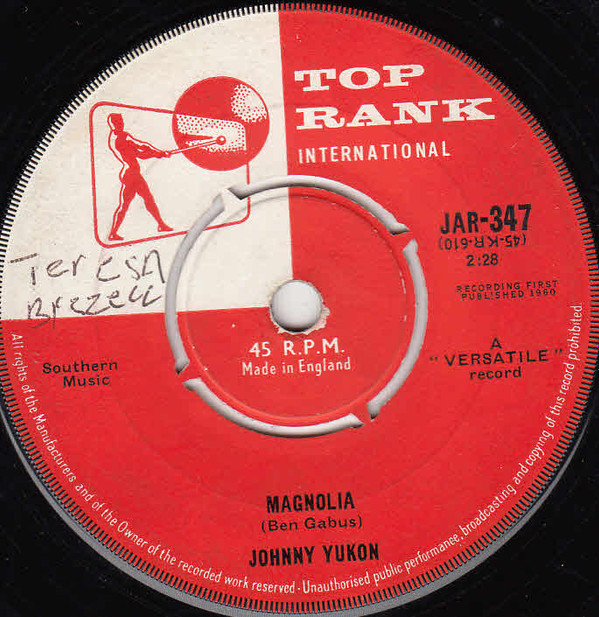 TOP
RANK
INTERNATIONAL
JAR-347
(45-KR-610)
2:28
RECORDING FIRST
PUBLISHED 1960
Teresa
Brezell
Southern
Music
45 R.P.M.
Made in England
A
"VERSATILE"
record
MAGNOLIA
(Ben Gabus)
JOHNNY YUKON
All rights of the Manufacturers and of the Owner of the recorded work reserved · Unauthorised public performance, broadcasting and copying of this record prohibited